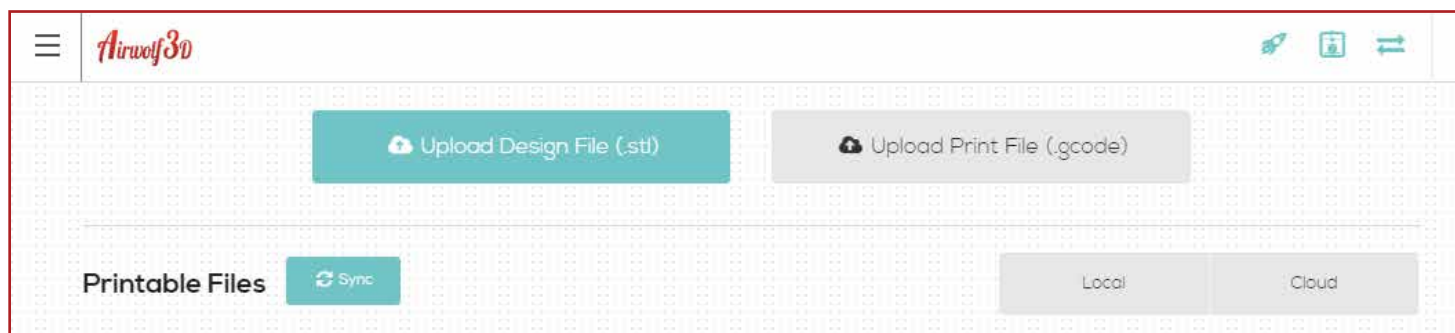 Airwolf3D
Upload Design File (.stl) Upload Print File (.gcode)
Printable Files Sync Local Cloud